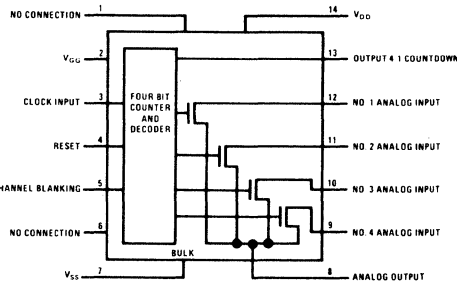 NO CONNECTION 1
14 VDD
VGG 2
13 OUTPUT 4 1 COUNTDOWN
CLOCK INPUT 3
FOUR BIT
COUNTER
AND
DECODER
12 NO. 1 ANALOG INPUT
RESET 4
11 NO. 2 ANALOG INPUT
HANNEL BLANKING 5
10 NO 3 ANALOG INPUT
NO CONNECTION 6
9 NO. 4 ANALOG INPUT
BULK
VSS 7
8 ANALOG OUTPUT